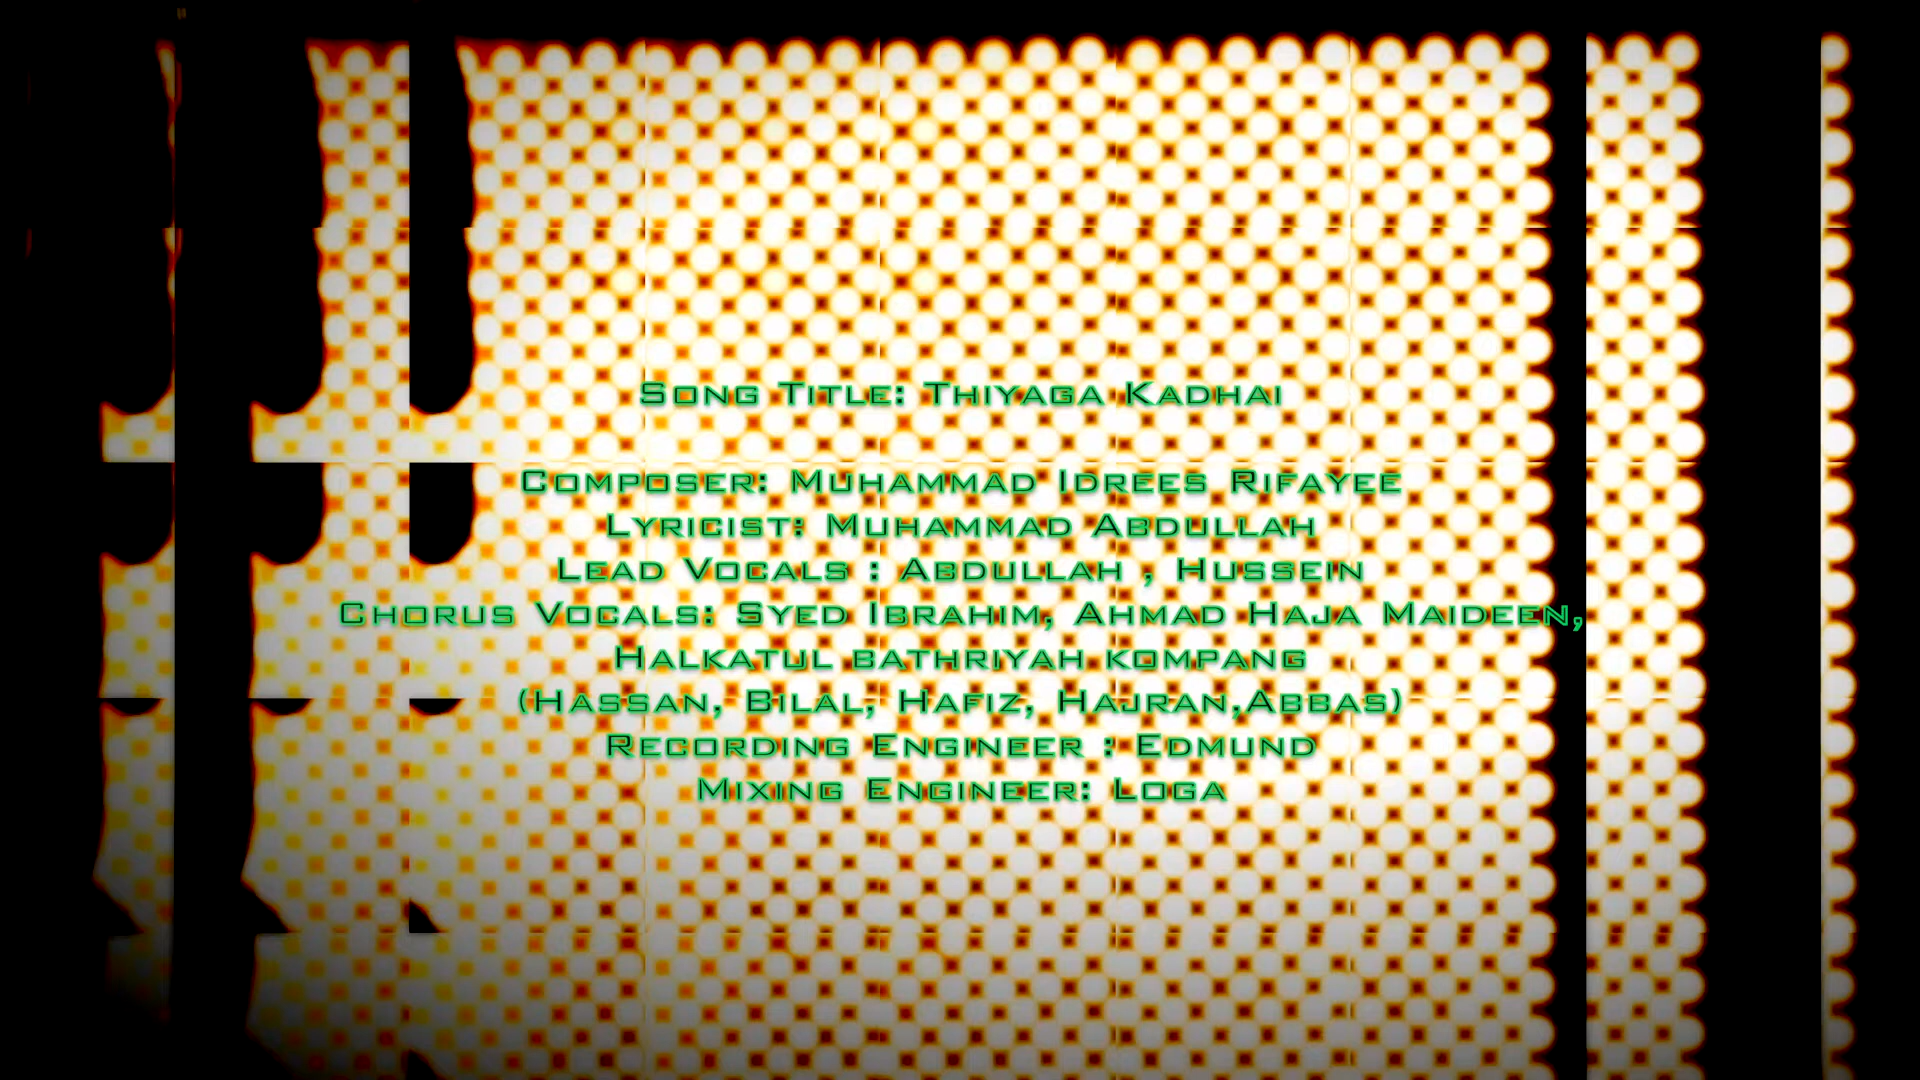 Song Title: Thiyaga Kadhai
Composer: Muhammad Idrees Rifayee
Lyricist: Muhammad Abdullah
Lead Vocals : Abdullah , Hussein
Chorus Vocals: Syed Ibrahim, Ahmad Haja Maideen,
Halkatul bathriyah kompang
(Hassan, Bilal, Hafiz, Hajran,Abbas)
Recording Engineer : Edmund
Mixing Engineer: Loga